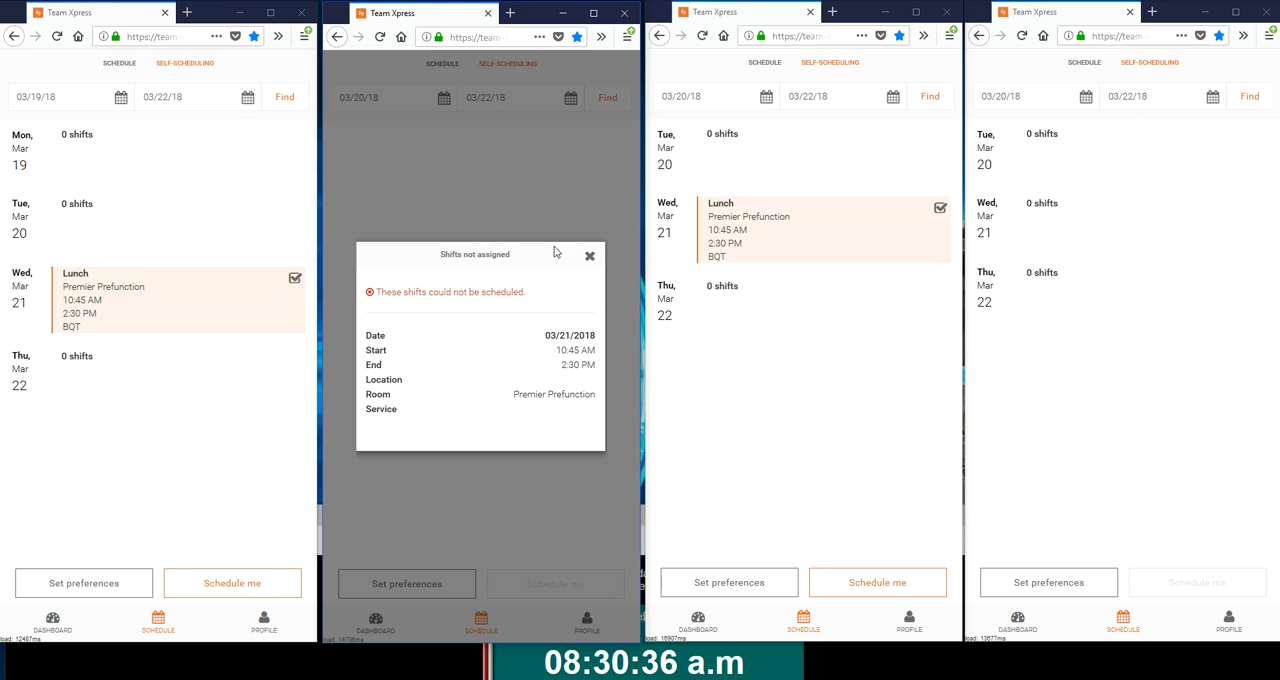 Team Xpress
https://team-
SCHEDULE SELF-SCHEDULING
03/19/18 03/22/18 Find
Mon,
Mar
19
0 shifts
Tue,
Mar
20
0 shifts
Wed,
Mar
21
Lunch
Premier Prefunction
10:45 AM
2:30 PM
BQT
Thu,
Mar
22
0 shifts
Set preferences Schedule me
DASHBOARD SCHEDULE PROFILE
load: 12487ms
Team Xpress
https://team-
SCHEDULE SELF-SCHEDULING
03/20/18 03/22/18 Find
Shifts not assigned
These shifts could not be scheduled.
Date 03/21/2018
Start 10:45 AM
End 2:30 PM
Location
Room Premier Prefunction
Service
Set preferences Schedule me
DASHBOARD SCHEDULE PROFILE
Team Xpress
https://team-
SCHEDULE SELF-SCHEDULING
03/20/18 03/22/18 Find
Tue,
Mar
20
0 shifts
Wed,
Mar
21
Lunch
Premier Prefunction
10:45 AM
2:30 PM
BQT
Thu,
Mar
22
0 shifts
Set preferences Schedule me
DASHBOARD SCHEDULE PROFILE
load: 16907ms
Team Xpress
https://team-
SCHEDULE SELF-SCHEDULING
03/20/18 03/22/18 Find
Tue,
Mar
20
0 shifts
Wed,
Mar
21
0 shifts
Thu,
Mar
22
0 shifts
Set preferences Schedule me
DASHBOARD SCHEDULE PROFILE
load: 13677ms
08:30:36 a.m